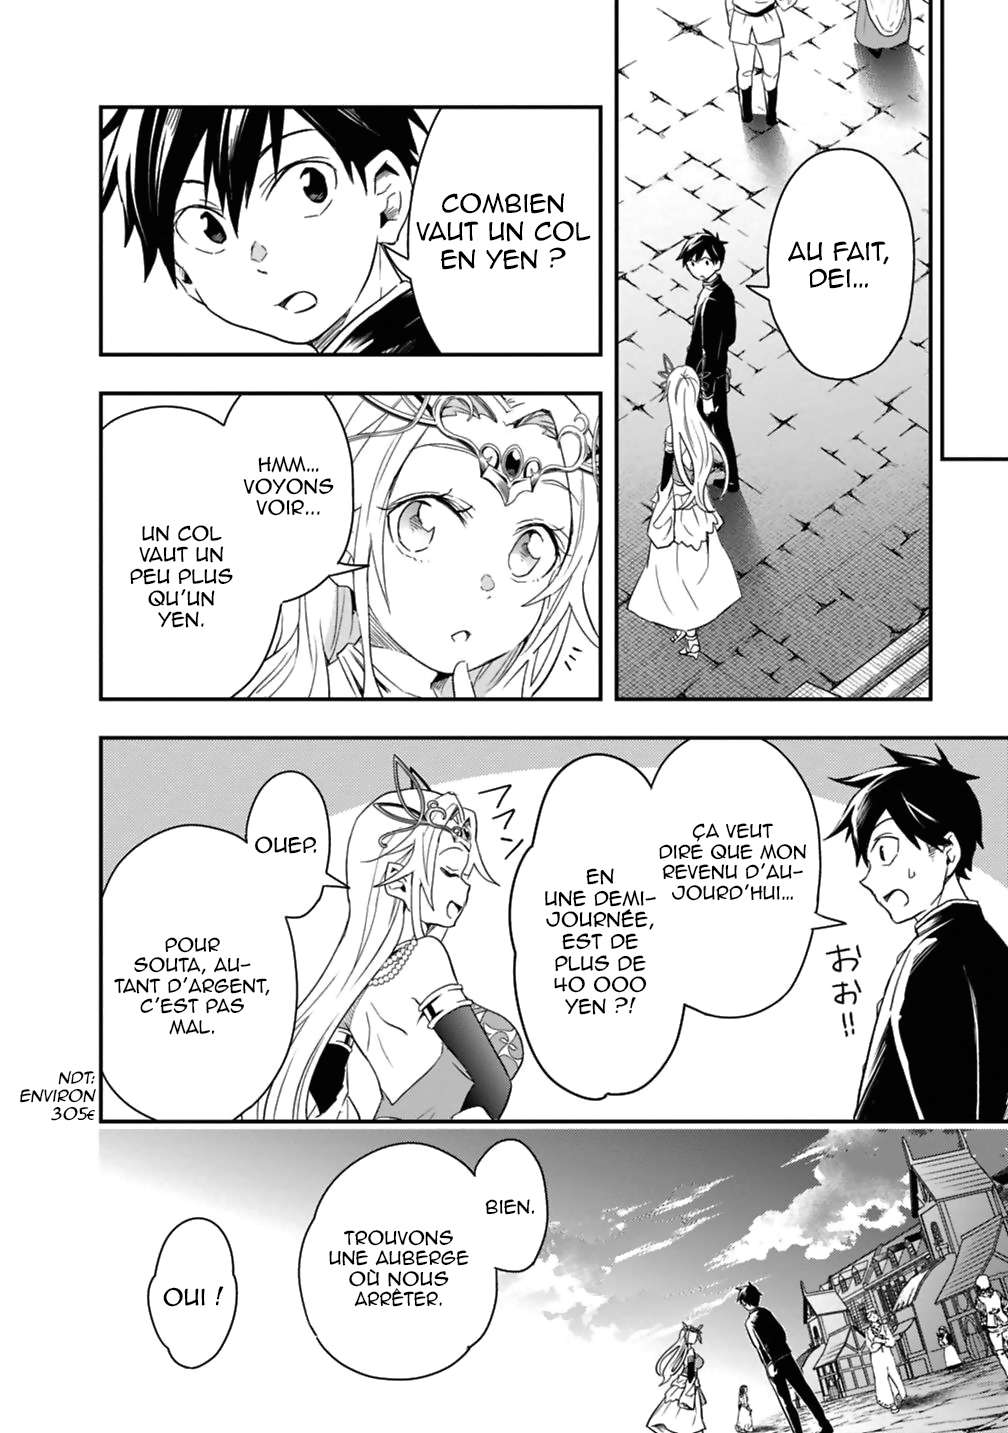 AU FAIT,
DEI...
COMBIEN
VAUT UN COL
EN YEN ?
HMM...
VOYONS
VOIR...
UN COL
VAUT UN
PEU PLUS
QU'UN
YEN.
ÇA VEUT
DIRE QUE MON
REVENU D'AU-
JOURD'HUI...
EN
UNE DEMI-
JOURNÉE,
EST DE
PLUS DE
40 000
YEN ?!
おお!!
OUEP.
POUR
SOUTA, AU-
TANT D'ARGENT,
C'EST PAS
MAL.
NDT:
ENVIRON
305€
BIEN.
TROUVONS
UNE AUBERGE
OÙ NOUS
ARRÊTER.
OUI !